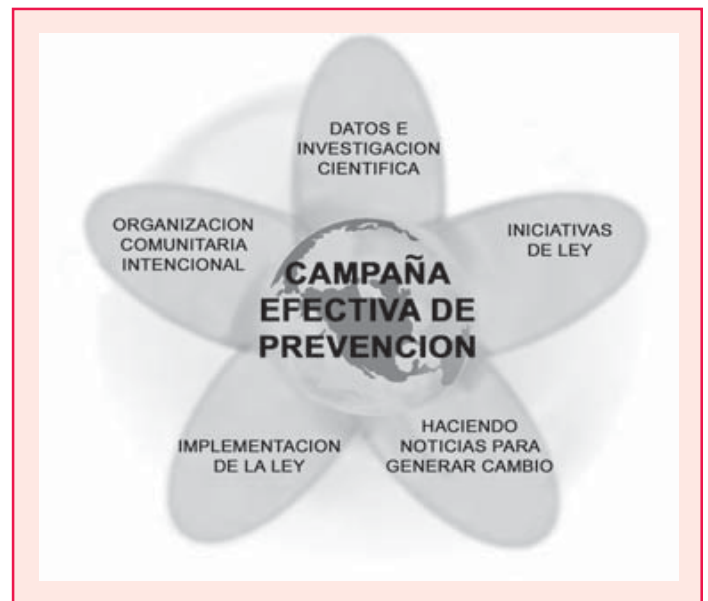 DATOS E
INVESTIGACION
CIENTIFICA
ORGANIZACION
COMUNITARIA
INTENCIONAL
INICIATIVAS
DE LEY
CAMPAÑA
EFECTIVA DE
PREVENCION
IMPLEMENTACION
DE LA LEY
HACIENDO
NOTICIAS PARA
GENERAR CAMBIO